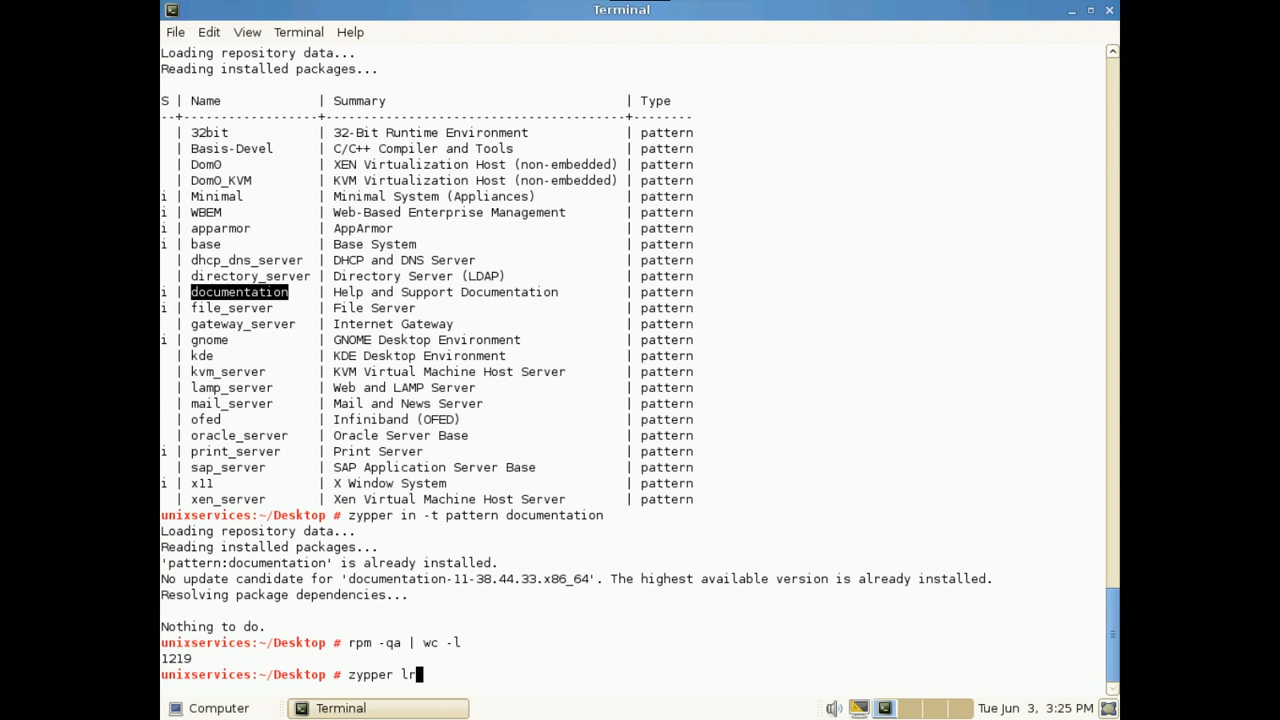 Terminal
File Edit View Terminal Help
Loading repository data...
Reading installed packages...
S | Name | Summary | Type
--+-----------------+---------------------------------------+--------
| 32bit | 32-Bit Runtime Environment | pattern
| Basis-Devel | C/C++ Compiler and Tools | pattern
| Dom0 | XEN Virtualization Host (non-embedded) | pattern
| Dom0_KVM | KVM Virtualization Host (non-embedded) | pattern
i | Minimal | Minimal System (Appliances) | pattern
i | WBEM | Web-Based Enterprise Management | pattern
i | apparmor | AppArmor | pattern
i | base | Base System | pattern
| dhcp_dns_server | DHCP and DNS Server | pattern
| directory_server | Directory Server (LDAP) | pattern
i | documentation | Help and Support Documentation | pattern
i | file_server | File Server | pattern
| gateway_server | Internet Gateway | pattern
i | gnome | GNOME Desktop Environment | pattern
| kde | KDE Desktop Environment | pattern
| kvm_server | KVM Virtual Machine Host Server | pattern
| lamp_server | Web and LAMP Server | pattern
| mail_server | Mail and News Server | pattern
| ofed | Infiniband (OFED) | pattern
| oracle_server | Oracle Server Base | pattern
i | print_server | Print Server | pattern
| sap_server | SAP Application Server Base | pattern
i | x11 | X Window System | pattern
| xen_server | Xen Virtual Machine Host Server | pattern
unixservices:~/Desktop # zypper in -t pattern documentation
Loading repository data...
Reading installed packages...
'pattern:documentation' is already installed.
No update candidate for 'documentation-11-38.44.33.x86_64'. The highest available version is already installed.
Resolving package dependencies...
Nothing to do.
unixservices:~/Desktop # rpm -qa | wc -l
1219
unixservices:~/Desktop # zypper lr
Computer Terminal Tue Jun 3, 3:25 PM